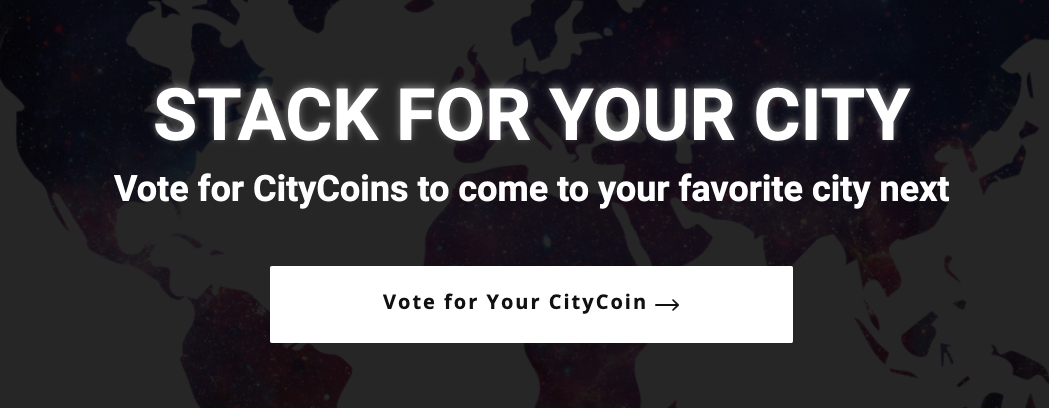 STACK FOR YOUR CITY
Vote for CityCoins to come to your favorite city next
Vote for Your CityCoin →